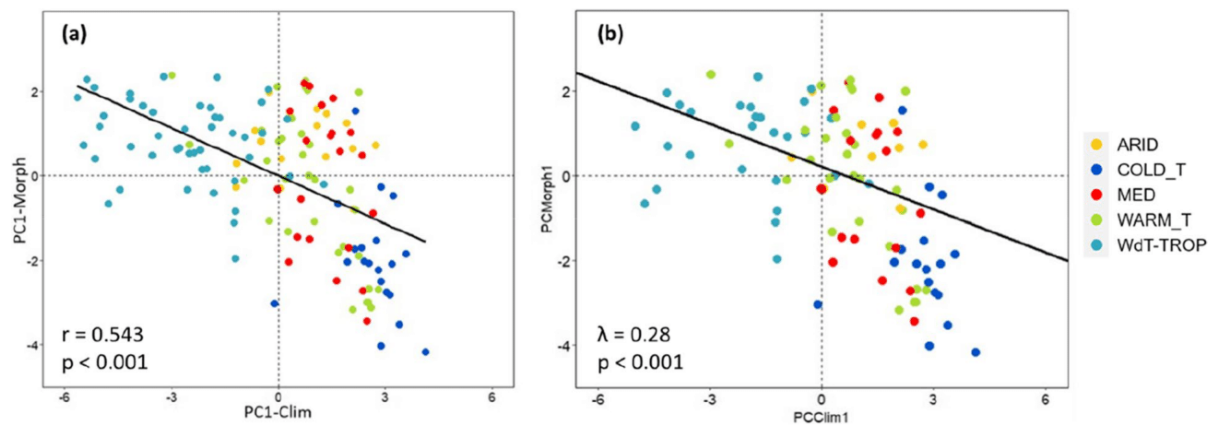 (a)
2
0
-2
-4
PC1-Morph
r = 0.543
p < 0.001
-6
-3
0
3
6
PC1-Clim
(b)
2
0
-2
-4
PCMorph1
λ = 0.28
p < 0.001
-6
-3
0
3
6
PCClim1
ARID
COLD_T
MED
WARM_T
WdT-TROP